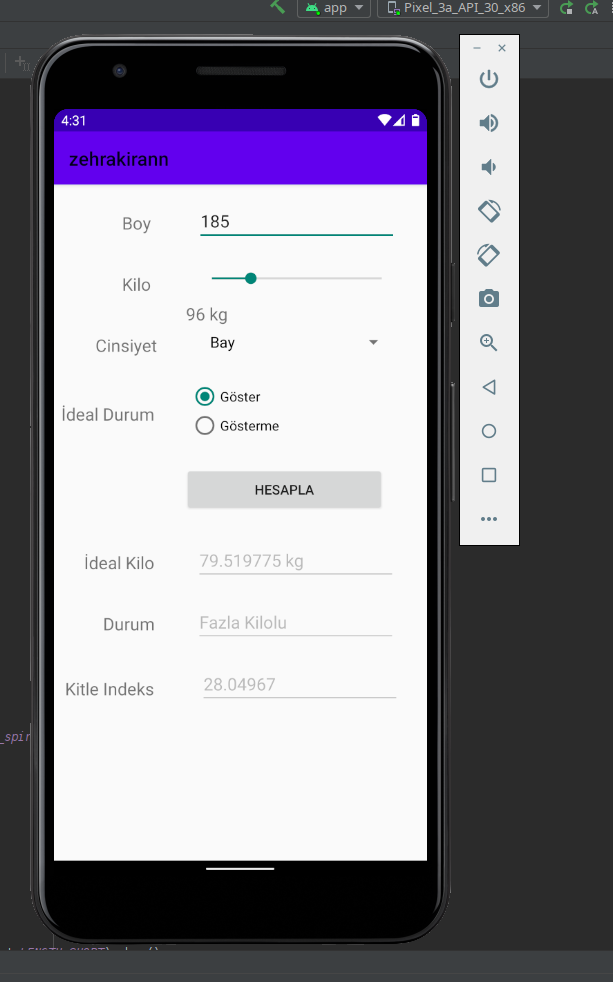 app
Pixel_3a_API_30_x86
4:31
zehrakirann
Boy 185
Kilo
96 kg
Cinsiyet Bay
İdeal Durum
Göster
Gösterme
HESAPLA
İdeal Kilo 79.519775 kg
Durum Fazla Kilolu
Kitle Indeks 28.04967
_spir